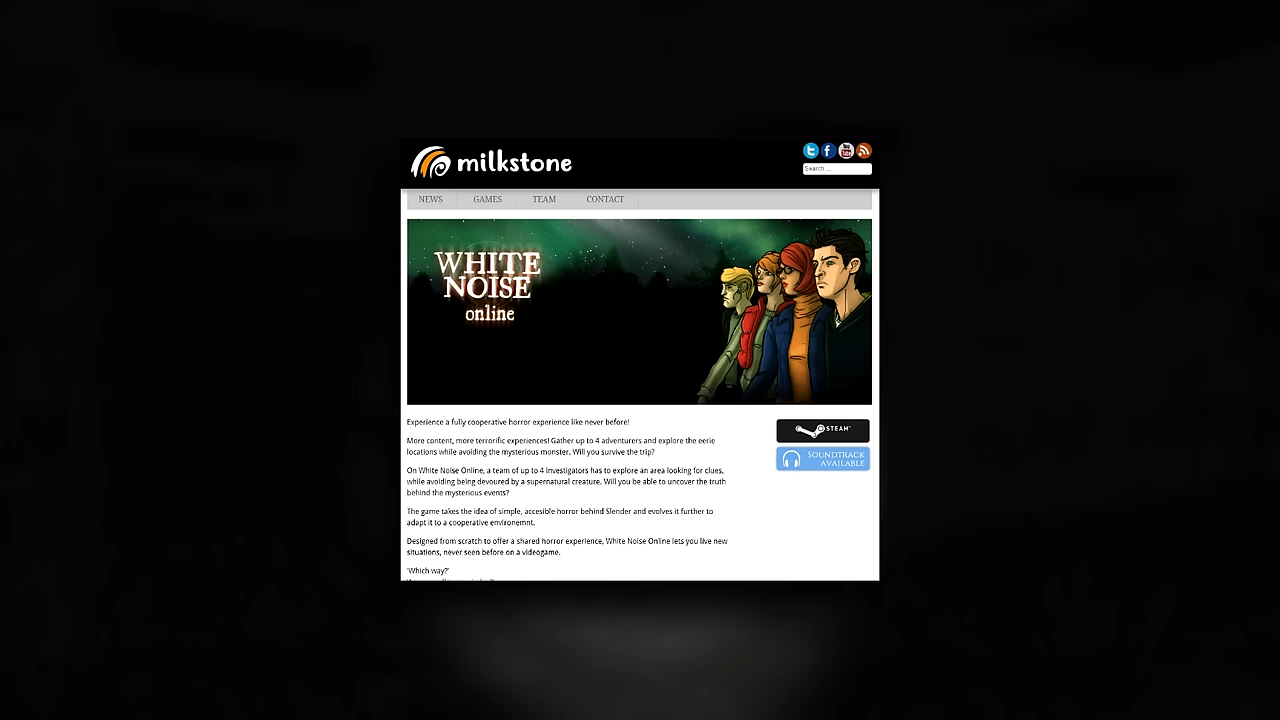 milkstone
Search ...
NEWS GAMES TEAM CONTACT
WHITE
NOISE
online
Experience a fully cooperative horror experience like never before!
More content, more terrorific experiences! Gather up to 4 adventurers and explore the eerie
locations while avoiding the mysterious monster. Will you survive the trip?
On White Noise Online, a team of up to 4 investigators has to explore an area looking for clues,
while avoiding being devoured by a supernatural creature. Will you be able to uncover the truth
behind the mysterious events?
The game takes the idea of simple, accesible horror behind Slender and evolves it further to
adapt it to a cooperative environemnt.
Designed from scratch to offer a shared horror experience, White Noise Online lets you live new
situations, never seen before on a videogame.
'Which way?'
STEAM
SOUNDTRACK
AVAILABLE